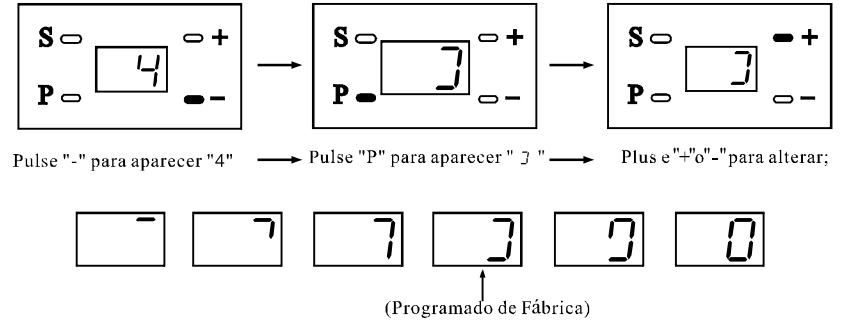 S + S + S +
4
P - P - P -
Pulse "-" para aparecer "4" Pulse "P" para aparecer " " Plus e"+"o"-"para alterar;
0
(Programado de Fábrica)